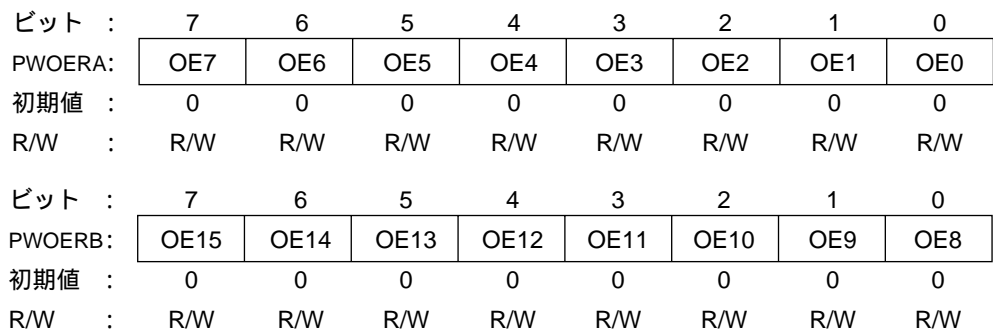 ビット : 7 6 5 4 3 2 1 0
PWOERA: OE7 OE6 OE5 OE4 OE3 OE2 OE1 OE0
初期値 : 0 0 0 0 0 0 0 0
R/W : R/W R/W R/W R/W R/W R/W R/W R/W
ビット : 7 6 5 4 3 2 1 0
PWOERB: OE15 OE14 OE13 OE12 OE11 OE10 OE9 OE8
初期値 : 0 0 0 0 0 0 0 0
R/W : R/W R/W R/W R/W R/W R/W R/W R/W